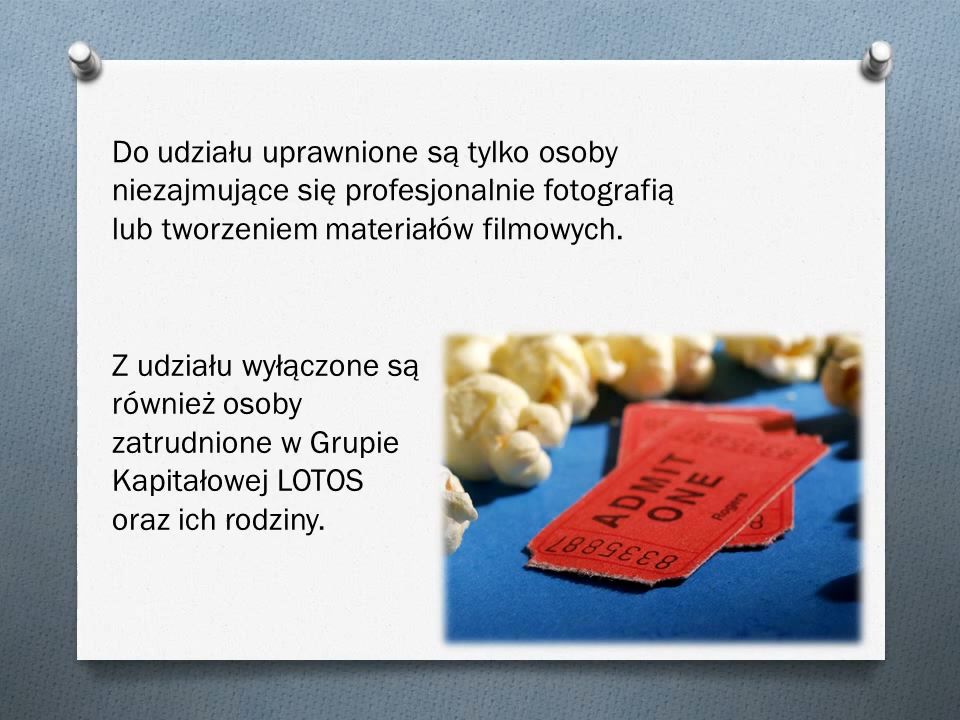 Do udziału uprawnione są tylko osoby
niezajmujące się profesjonalnie fotografią
lub tworzeniem materiałów filmowych.
Z udziału wyłączone są
również osoby
zatrudnione w Grupie
Kapitałowej LOTOS
oraz ich rodziny.
ADMIT
ONE
Rogers
8335887